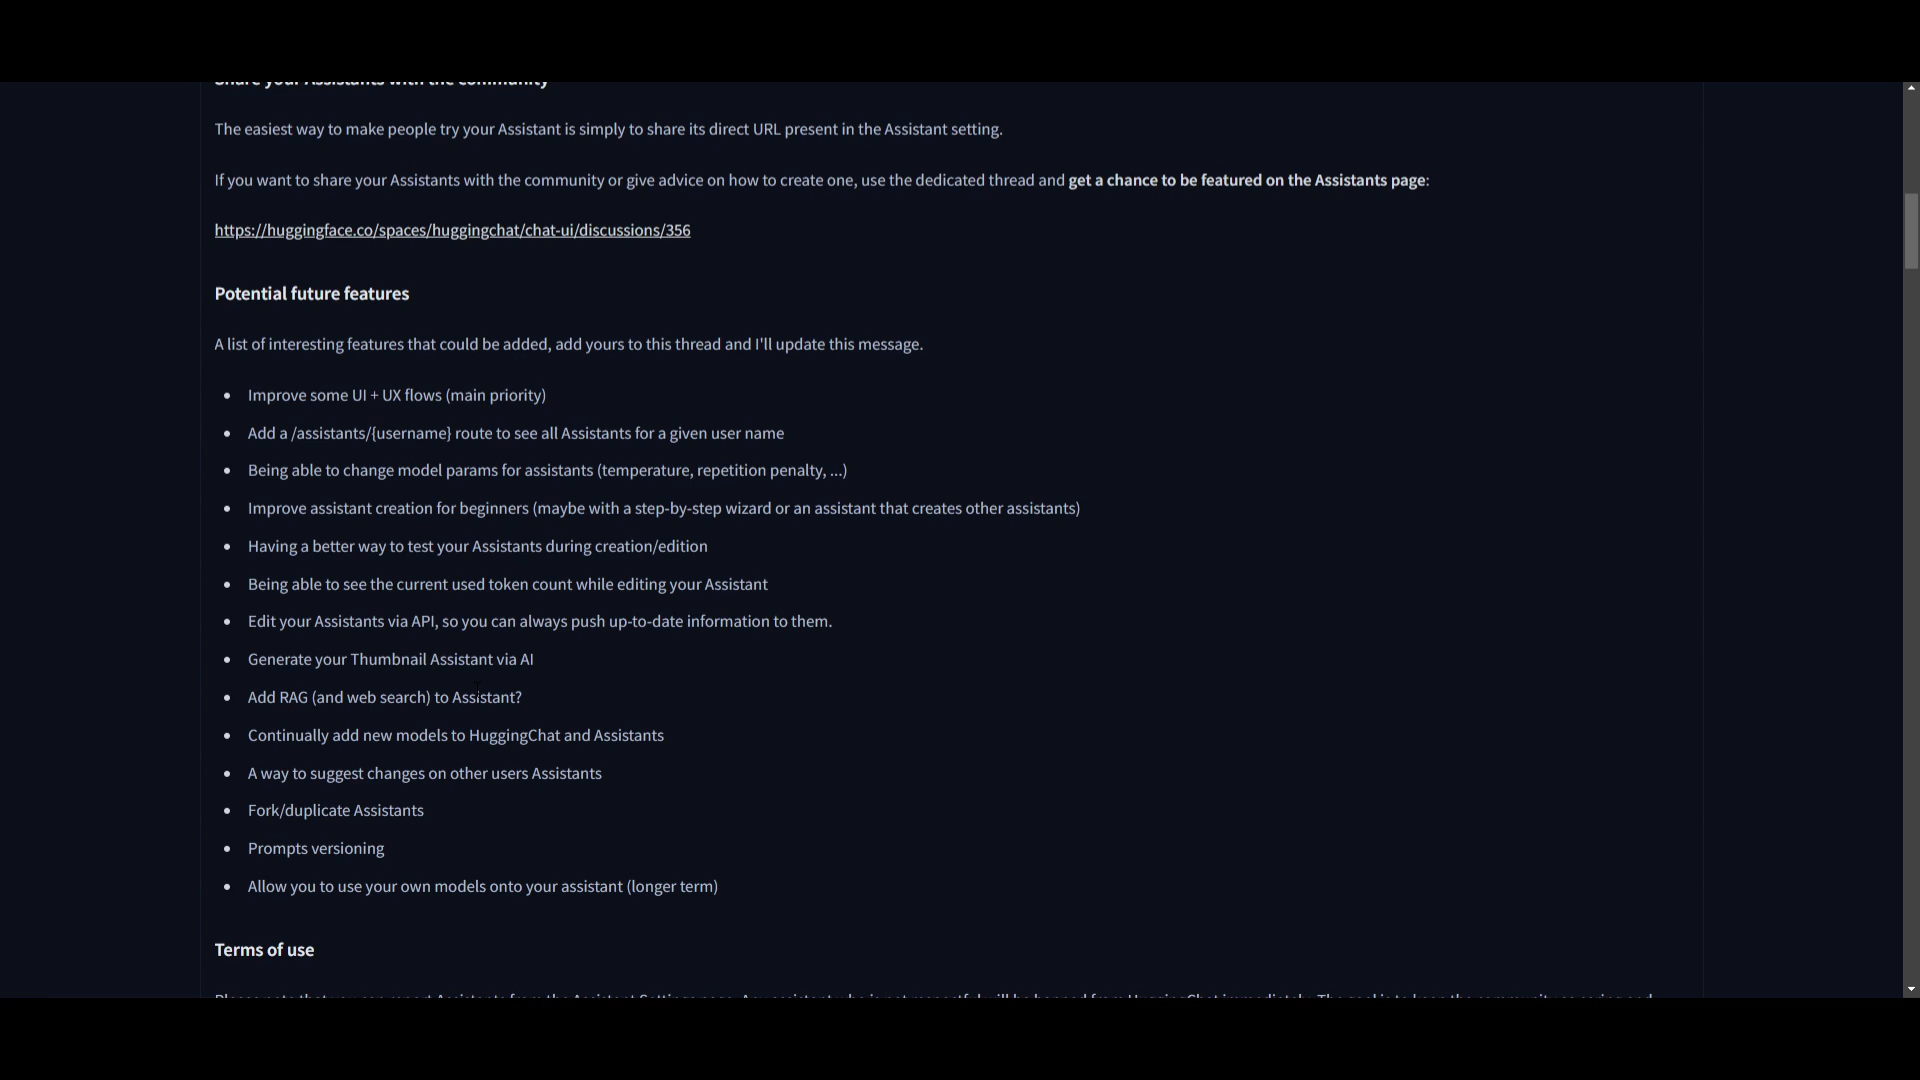 Share your Assistants with the community
The easiest way to make people try your Assistant is simply to share its direct URL present in the Assistant setting.
If you want to share your Assistants with the community or give advice on how to create one, use the dedicated thread and get a chance to be featured on the Assistants page:
https://huggingface.co/spaces/huggingchat/chat-ui/discussions/356
Potential future features
A list of interesting features that could be added, add yours to this thread and I'll update this message.
• Improve some UI + UX flows (main priority)
• Add a /assistants/{username} route to see all Assistants for a given user name
• Being able to change model params for assistants (temperature, repetition penalty, ...)
• Improve assistant creation for beginners (maybe with a step-by-step wizard or an assistant that creates other assistants)
• Having a better way to test your Assistants during creation/edition
• Being able to see the current used token count while editing your Assistant
• Edit your Assistants via API, so you can always push up-to-date information to them.
• Generate your Thumbnail Assistant via AI
• Add RAG (and web search) to Assistant?
• Continually add new models to HuggingChat and Assistants
• A way to suggest changes on other users Assistants
• Fork/duplicate Assistants
• Prompts versioning
• Allow you to use your own models onto your assistant (longer term)
Terms of use